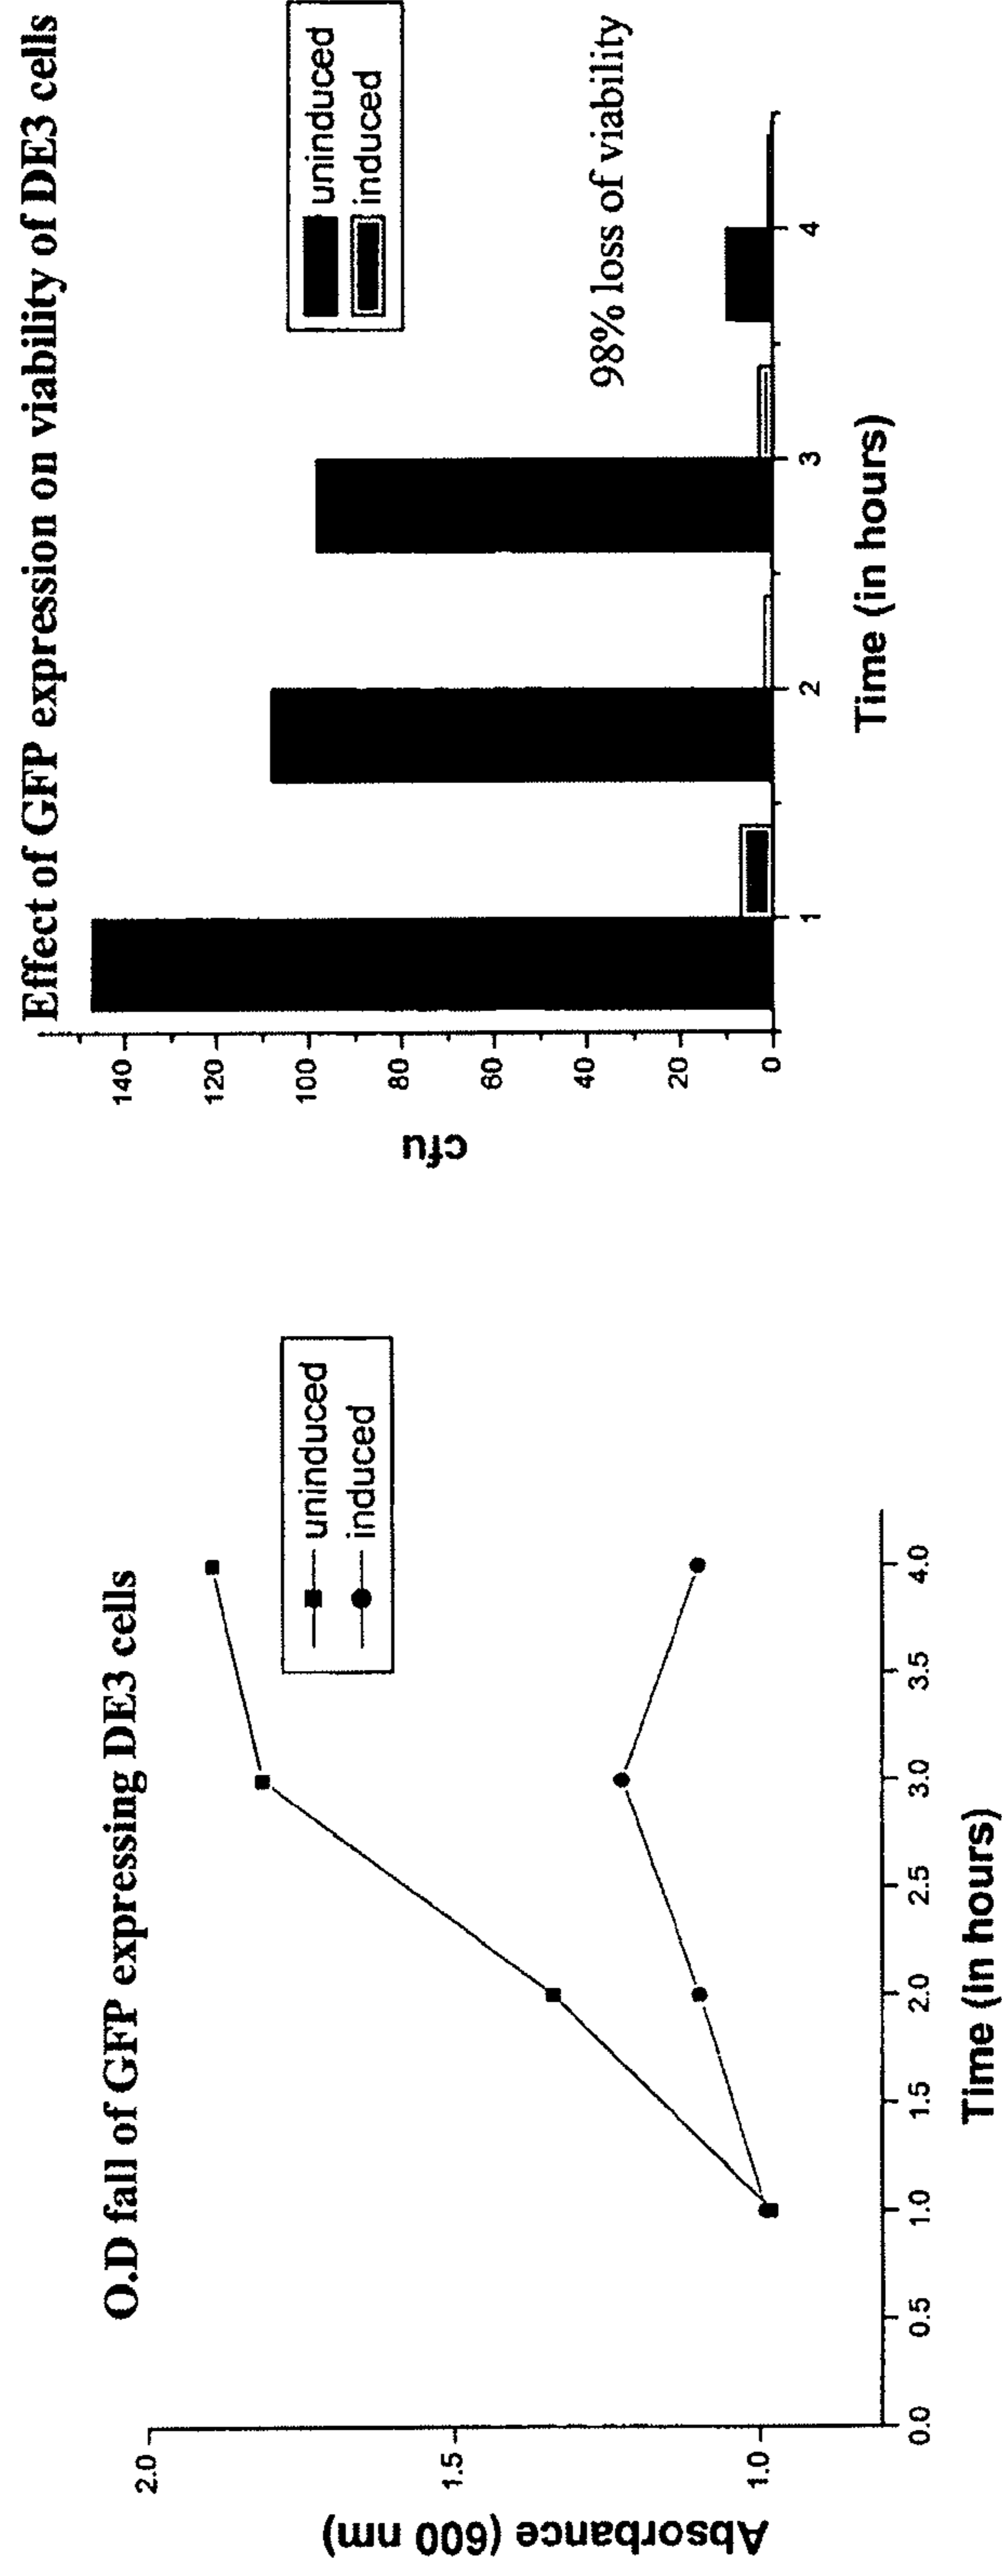 O.D fall of GFP expressing DE3 cells
uninduced
induced
2.0
1.5
1.0
Absorbance (600 nm)
0.0 0.5 1.0 1.5 2.0 2.5 3.0 3.5 4.0
Time (in hours)
Effect of GFP expression on viability of DE3 cells
uninduced
induced
98% loss of viability
140
120
100
80
60
40
20
0
cfu
1 2 3 4
Time (in hours)